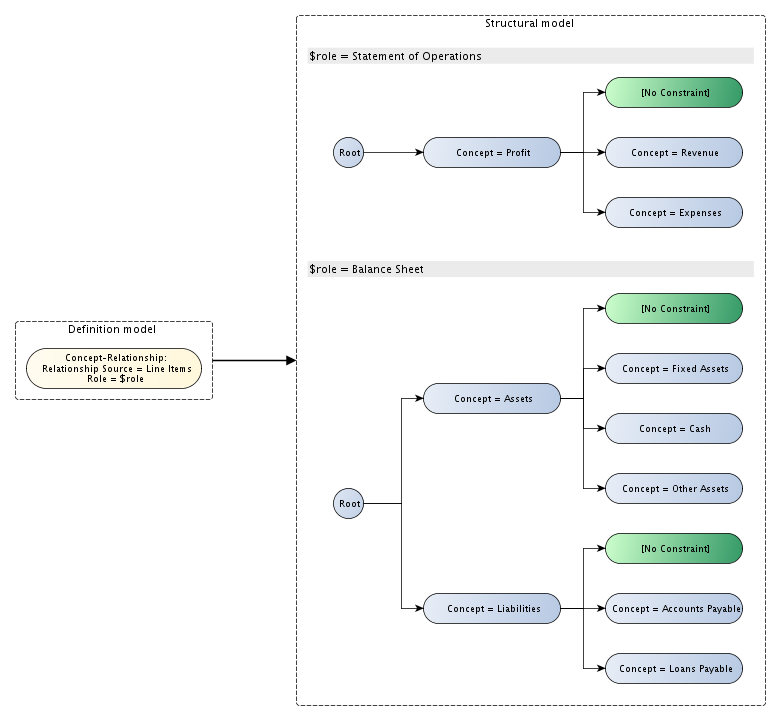 Structural model
$role = Statement of Operations
[No Constraint]
Root
Concept = Profit
Concept = Revenue
Concept = Expenses
$role = Balance Sheet
[No Constraint]
Definition model
Concept-Relationship:
Relationship Source = Line Items
Role = $role
Concept = Fixed Assets
Concept = Assets
Concept = Cash
Concept = Other Assets
Root
[No Constraint]
Concept = Liabilities
Concept = Accounts Payable
Concept = Loans Payable